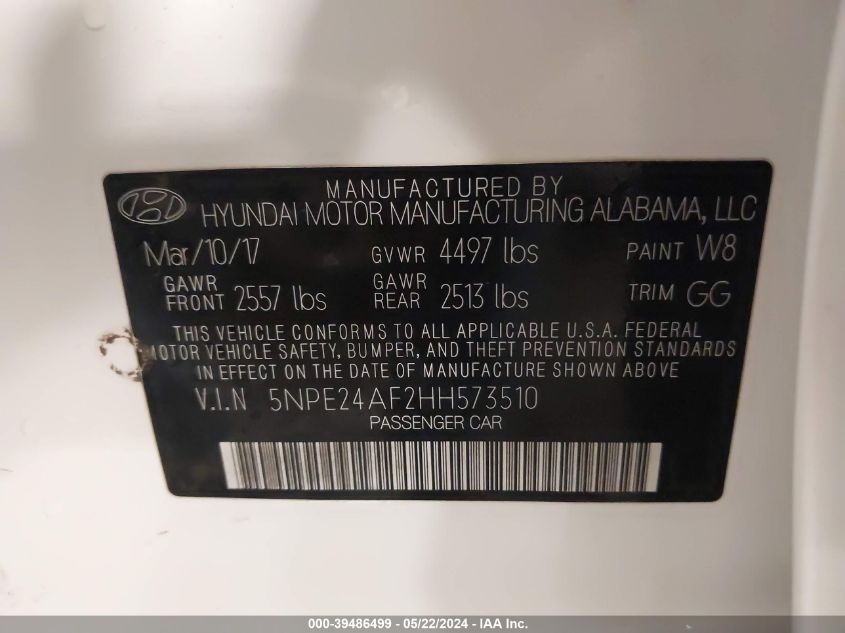 MANUFACTURED BY
HYUNDAI MOTOR MANUFACTURING ALABAMA, LLC
Mar/10/17 GVWR 4497 lbs PAINT W8
GAWR FRONT 2557 lbs GAWR REAR 2513 lbs TRIM GG
THIS VEHICLE CONFORMS TO ALL APPLICABLE U.S.A. FEDERAL
MOTOR VEHICLE SAFETY, BUMPER, AND THEFT PREVENTION STANDARDS
IN EFFECT ON THE DATE OF MANUFACTURE SHOWN ABOVE
V.I.N 5NPE24AF2HH573510
PASSENGER CAR
000-39486499 - 05/22/2024 - IAA Inc.